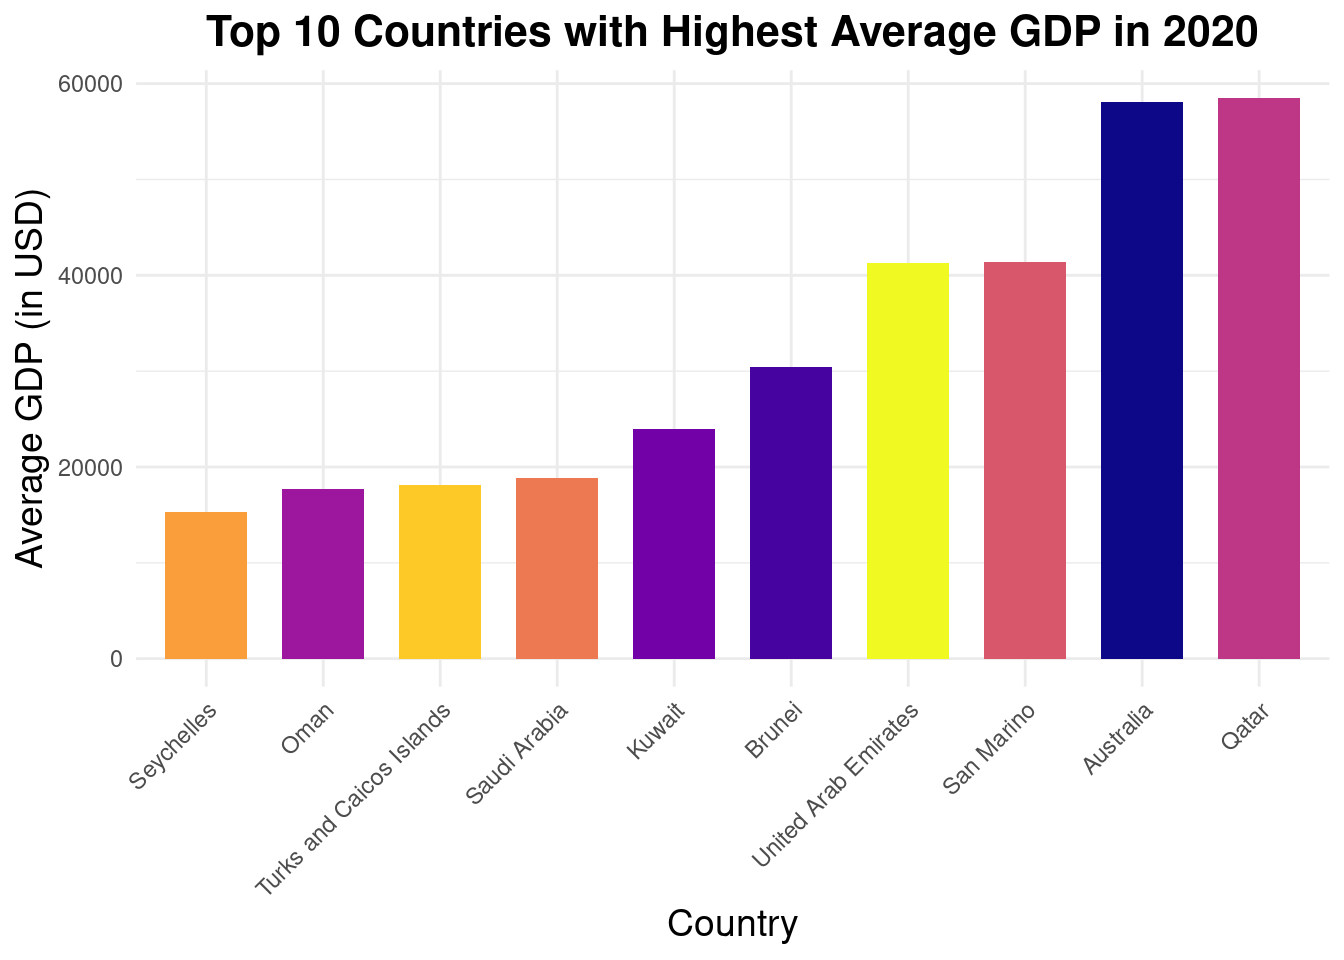 Top 10 Countries with Highest Average GDP in 2020
Average GDP (in USD)
60000
40000
20000
0
Seychelles
Oman
Turks and Caicos Islands
Saudi Arabia
Kuwait
Brunei
United Arab Emirates
San Marino
Australia
Qatar
Country